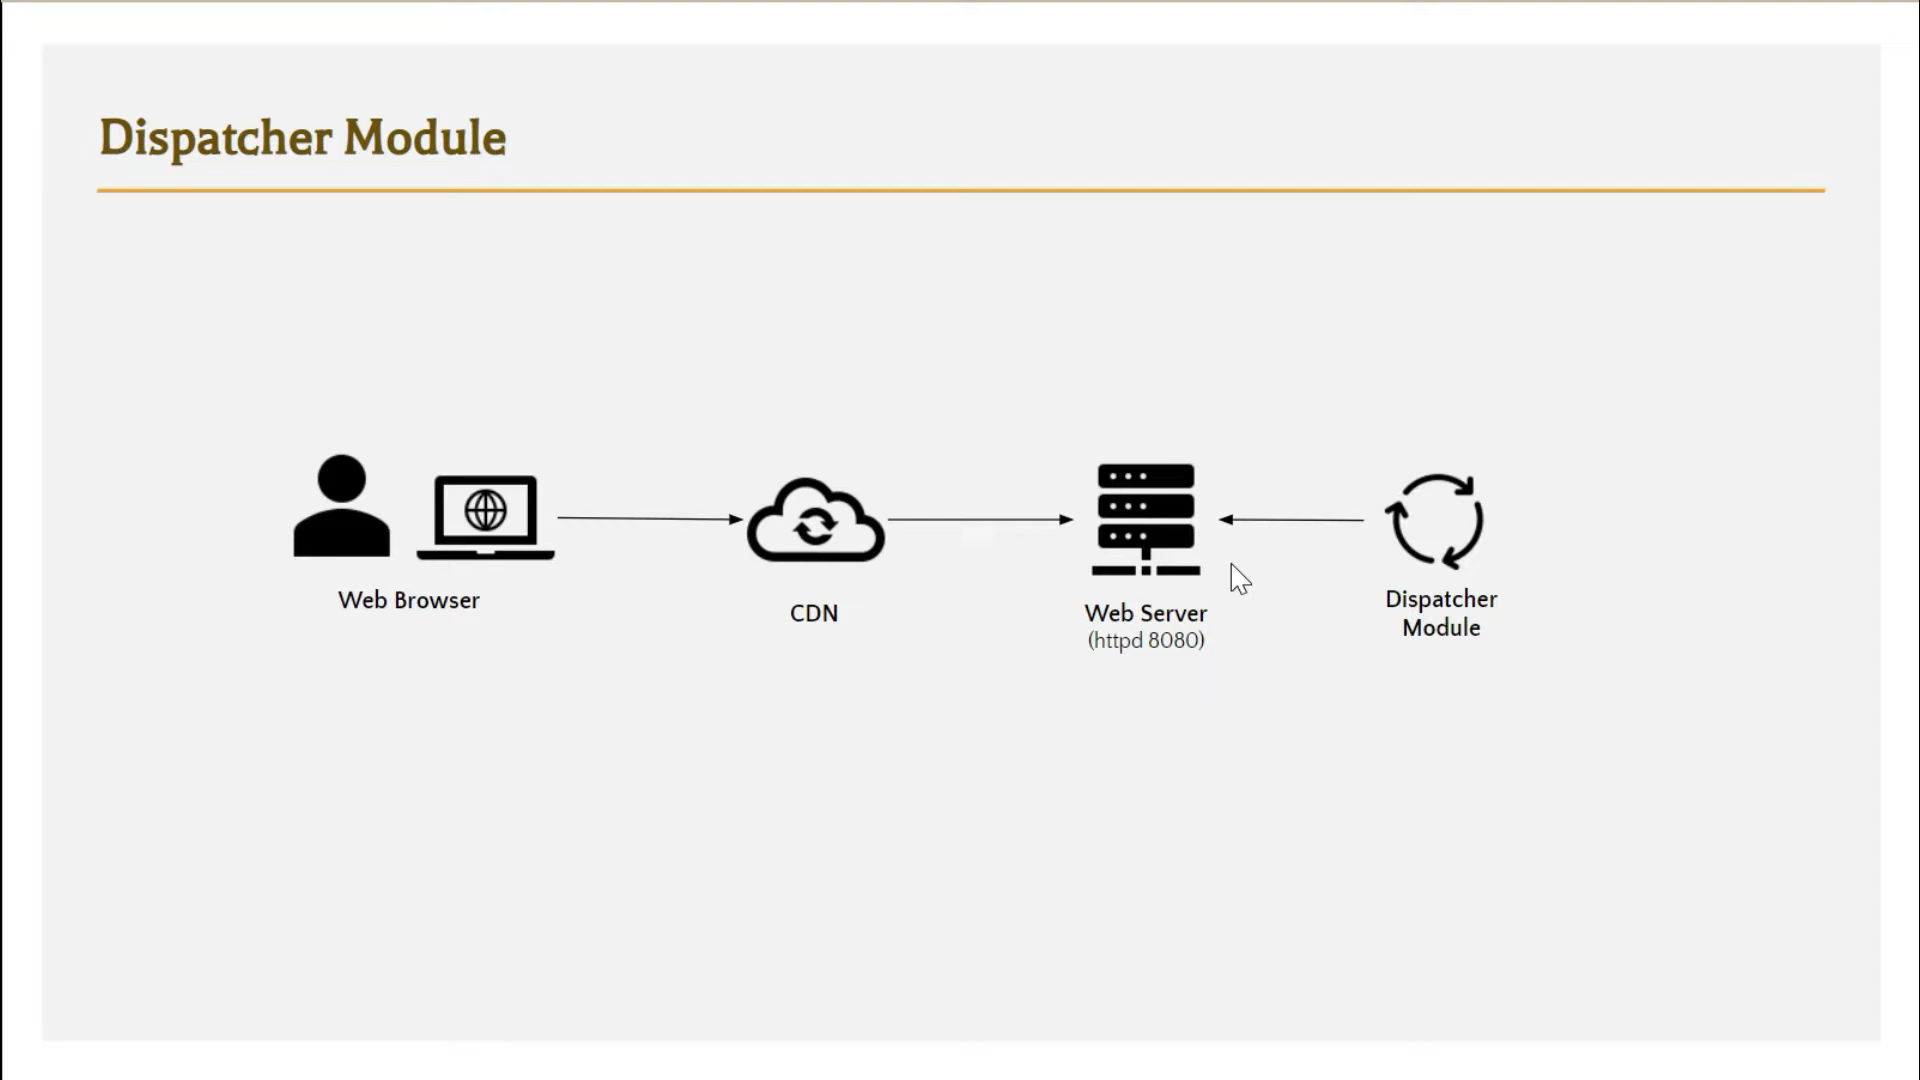 Dispatcher Module
Web Browser
CDN
Web Server
(httpd 8080)
Dispatcher
Module